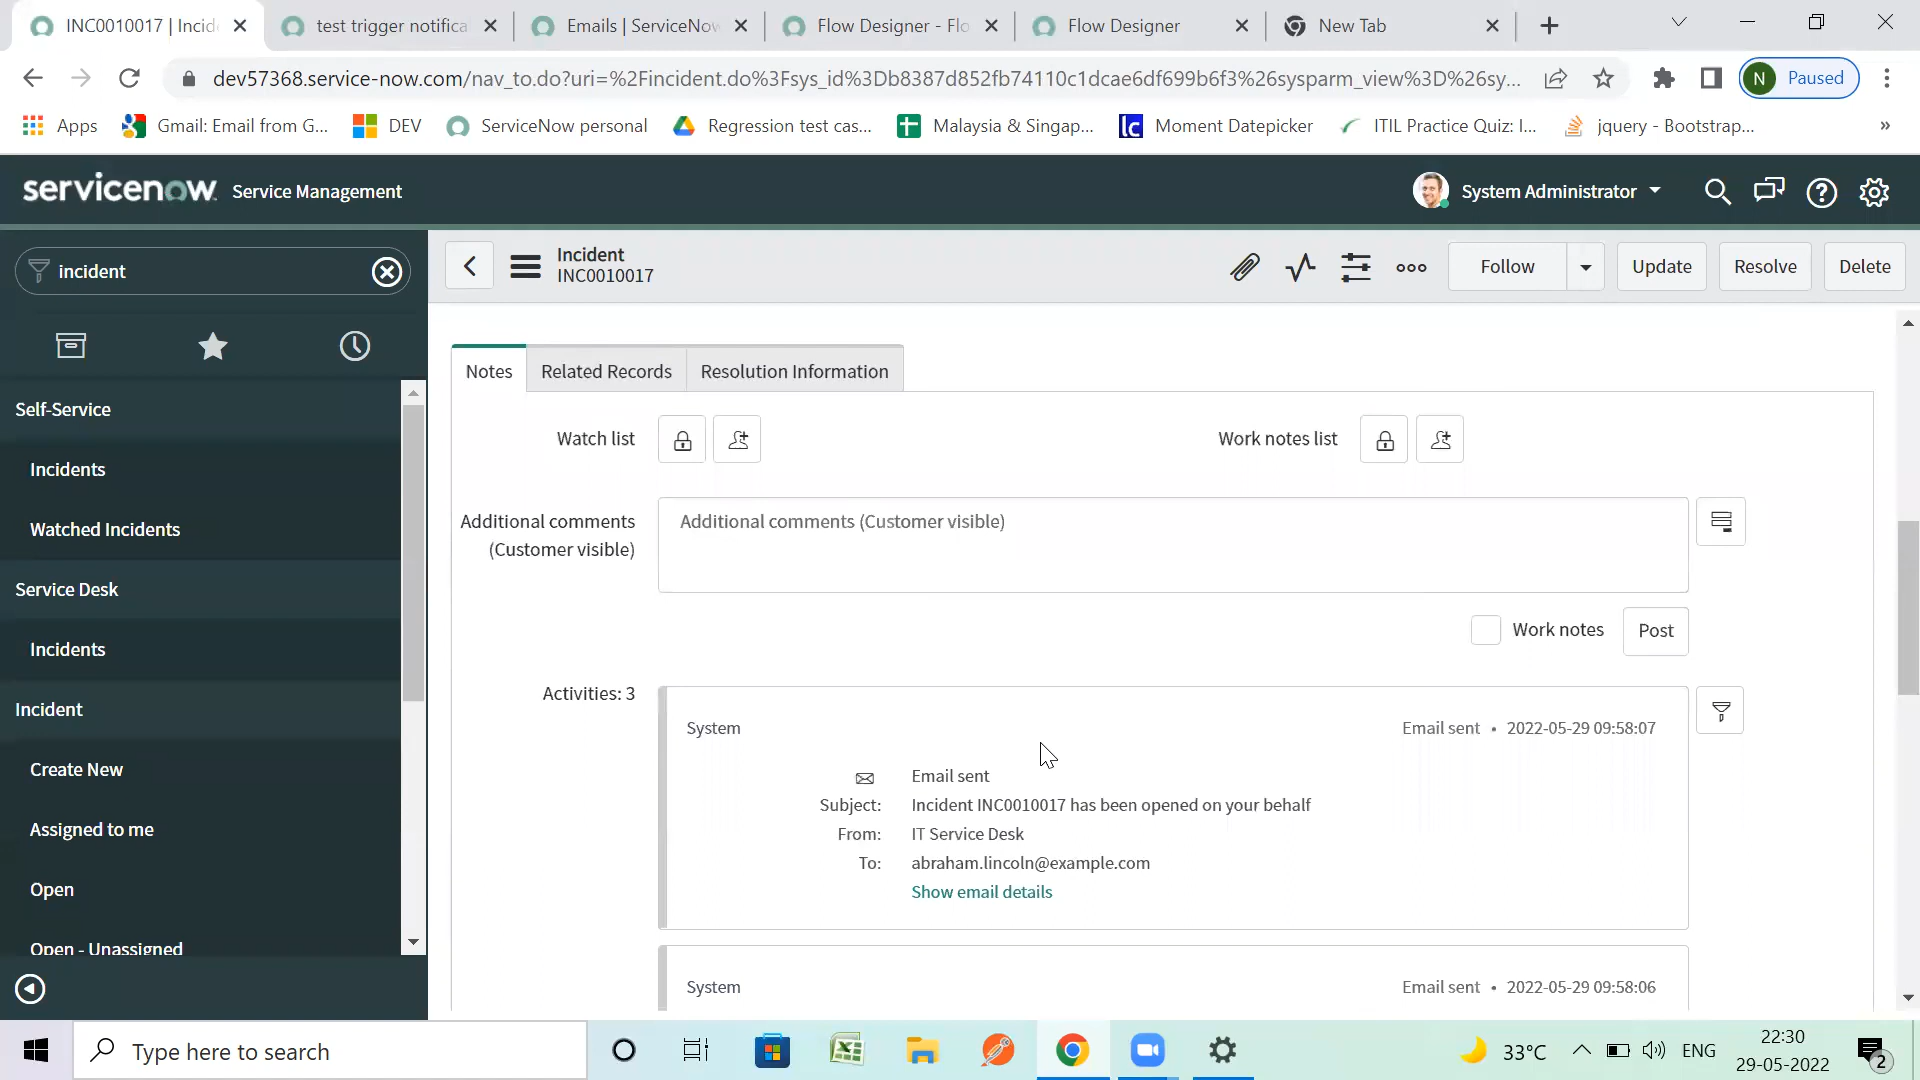 INC0010017 | Incid
test trigger notifica
Emails | ServiceNow
Flow Designer - Flo
Flow Designer
New Tab
dev57368.service-now.com/nav_to.do?uri=%2Fincident.do%3Fsys_id%3Db8387d852fb74110c1dcae6df699b6f3%26sysparm_view%3D%26sy...
N Paused
Apps
Gmail: Email from G...
DEV
ServiceNow personal
Regression test cas...
Malaysia & Singap...
lc Moment Datepicker
ITIL Practice Quiz: I...
jquery - Bootstrap...
»
servicenow. Service Management
System Administrator
incident
Incident
INC0010017
Follow
Update
Resolve
Delete
Self-Service
Incidents
Watched Incidents
Service Desk
Incidents
Incident
Create New
Assigned to me
Open
Open - Unassigned
Notes
Related Records
Resolution Information
Watch list
Work notes list
Additional comments
(Customer visible)
Additional comments (Customer visible)
Work notes
Post
Activities: 3
System
Email sent • 2022-05-29 09:58:07
Email sent
Subject: Incident INC0010017 has been opened on your behalf
From: IT Service Desk
To: abraham.lincoln@example.com
Show email details
System
Email sent • 2022-05-29 09:58:06
Type here to search
33°C
ENG
22:30
29-05-2022
2